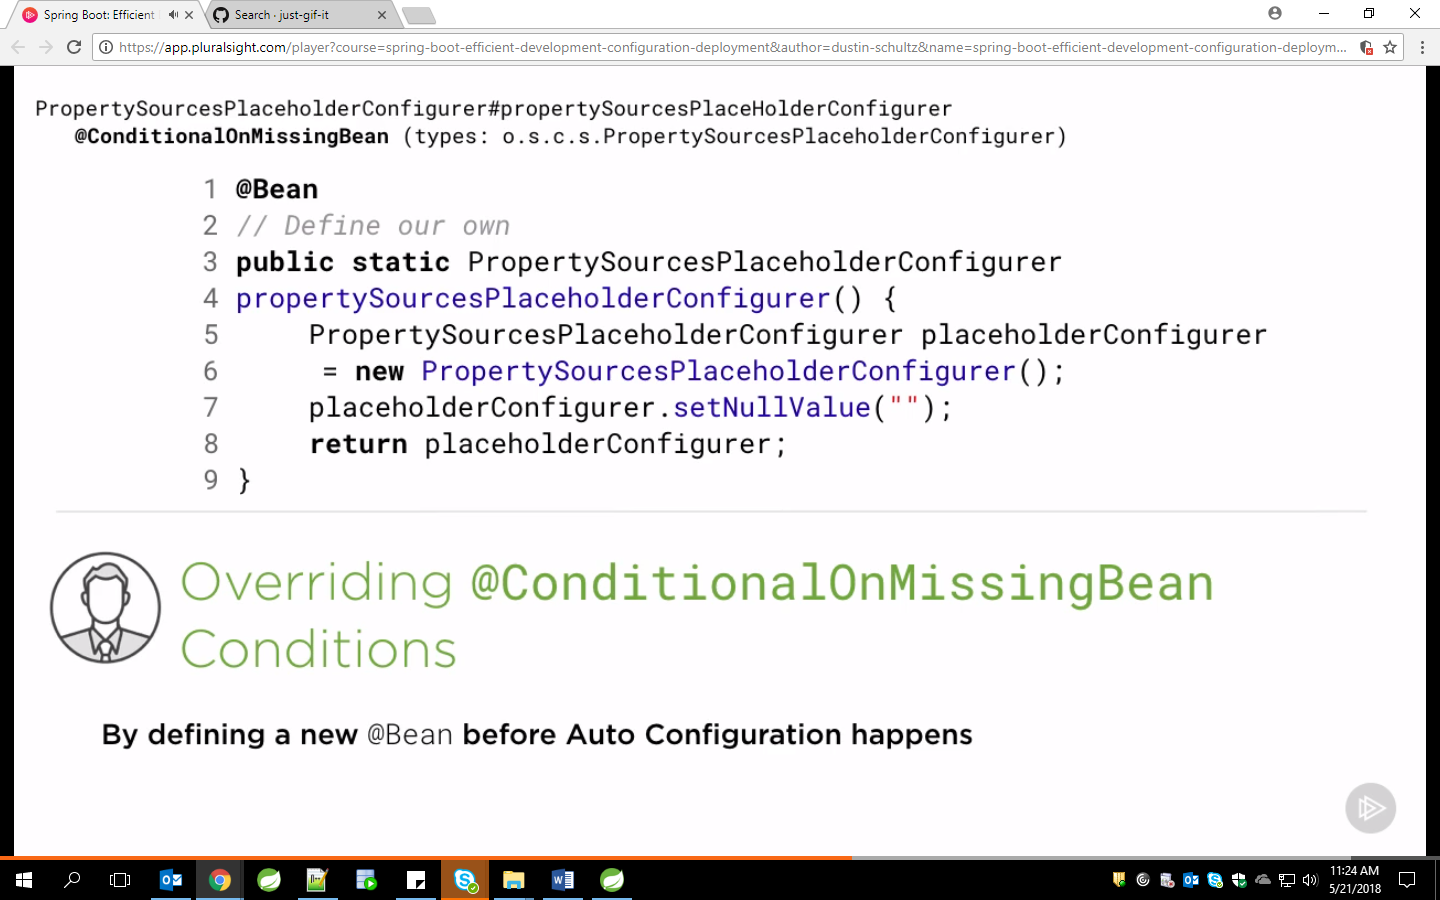 Spring Boot: Efficient
Search · just-gif-it
https://app.pluralsight.com/player?course=spring-boot-efficient-development-configuration-deployment&author=dustin-schultz&name=spring-boot-efficient-development-configuration-deploym...
PropertySourcesPlaceholderConfigurer#propertySourcesPlaceHolderConfigurer
@ConditionalOnMissingBean (types: o.s.c.s.PropertySourcesPlaceholderConfigurer)
1 @Bean
2 // Define our own
3 public static PropertySourcesPlaceholderConfigurer
4 propertySourcesPlaceholderConfigurer() {
5 PropertySourcesPlaceholderConfigurer placeholderConfigurer
6 = new PropertySourcesPlaceholderConfigurer();
7 placeholderConfigurer.setNullValue("");
8 return placeholderConfigurer;
9 }
Overriding @ConditionalOnMissingBean
Conditions
By defining a new @Bean before Auto Configuration happens
11:24 AM
5/21/2018